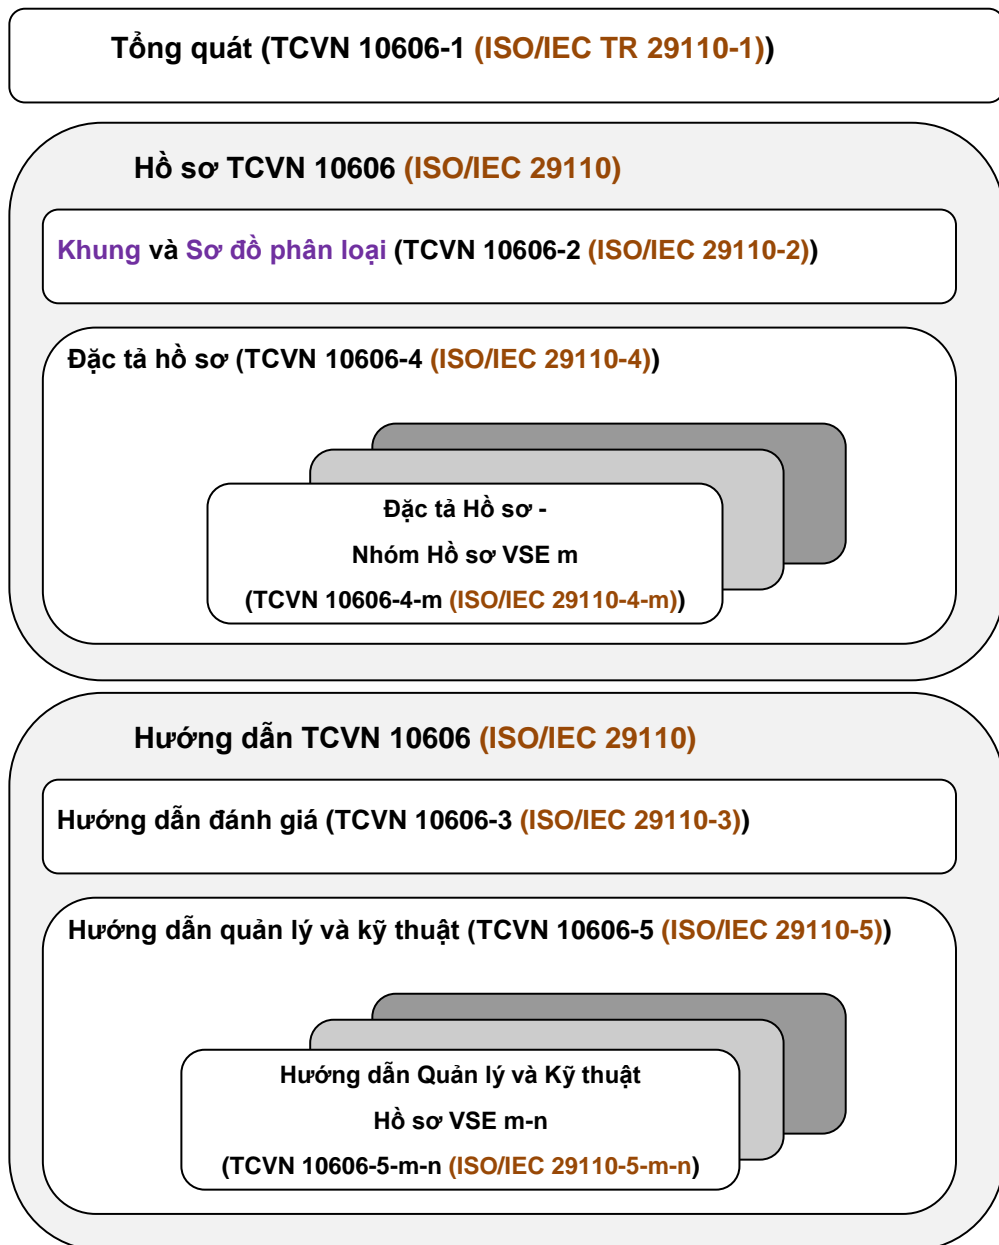 Tổng quát (TCVN 10606-1 (ISO/IEC TR 29110-1))
Hồ sơ TCVN 10606 (ISO/IEC 29110)
Khung và Sơ đồ phân loại (TCVN 10606-2 (ISO/IEC 29110-2))
Đặc tả hồ sơ (TCVN 10606-4 (ISO/IEC 29110-4))
Đặc tả Hồ sơ -
Nhóm Hồ sơ VSE m
(TCVN 10606-4-m (ISO/IEC 29110-4-m))
Hướng dẫn TCVN 10606 (ISO/IEC 29110)
Hướng dẫn đánh giá (TCVN 10606-3 (ISO/IEC 29110-3))
Hướng dẫn quản lý và kỹ thuật (TCVN 10606-5 (ISO/IEC 29110-5))
Hướng dẫn Quản lý và Kỹ thuật
Hồ sơ VSE m-n
(TCVN 10606-5-m-n (ISO/IEC 29110-5-m-n)